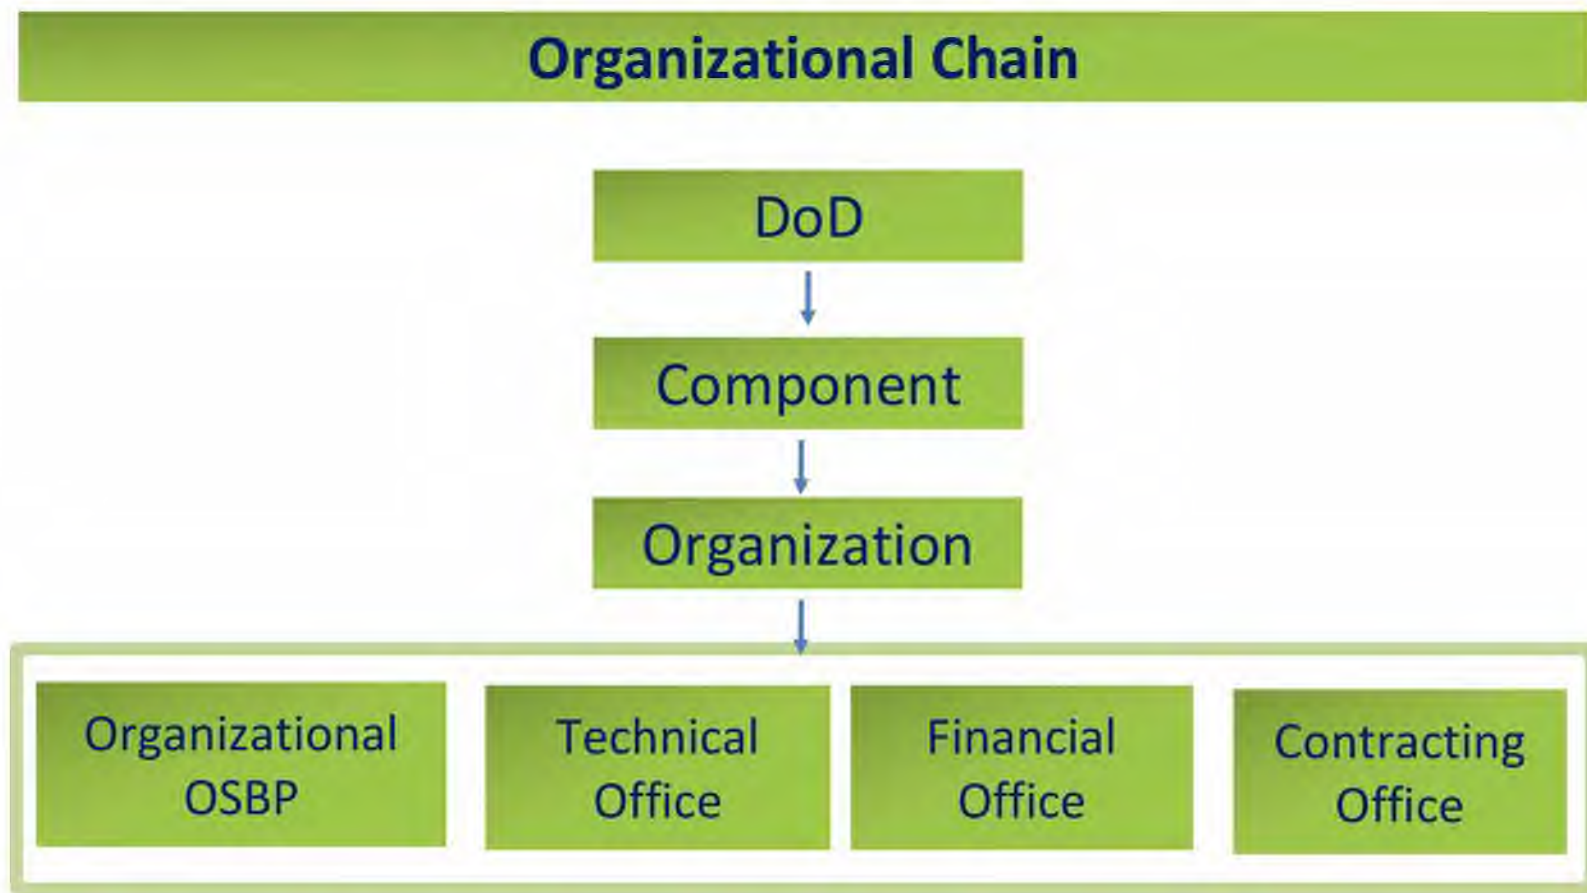 Organizational Chain
DoD
Component
Organization
Organizational
OSBP
Technical
Office
Financial
Office
Contracting
Office